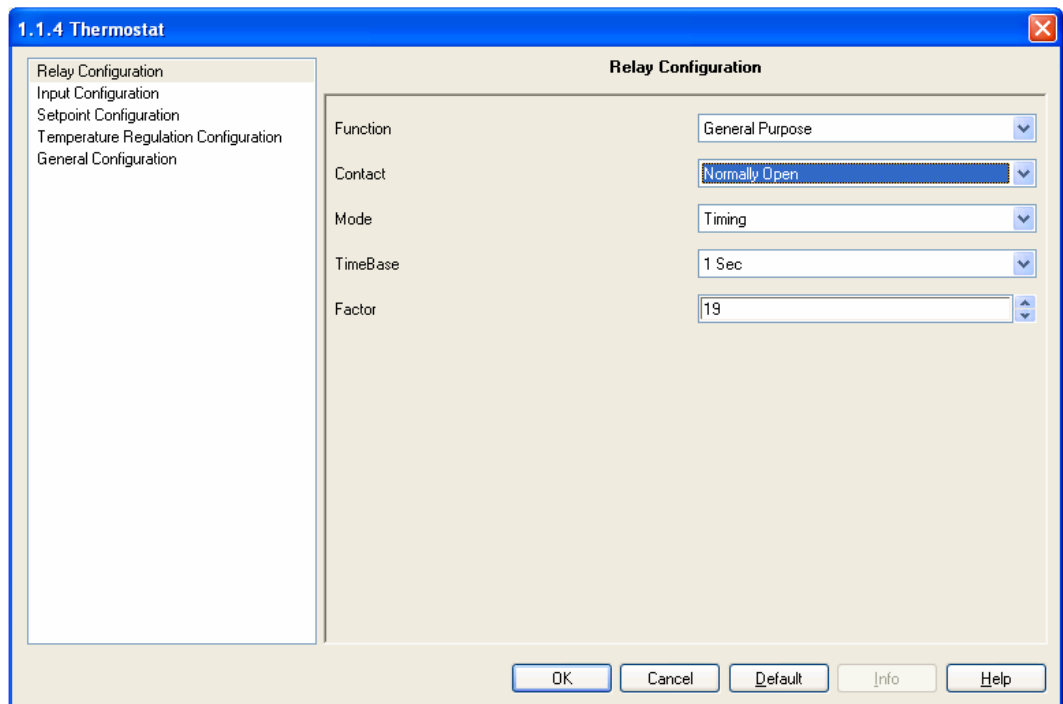 1.1.4 Thermostat
Relay Configuration
Input Configuration
Setpoint Configuration
Temperature Regulation Configuration
General Configuration
Relay Configuration
Function General Purpose
Contact Normally Open
Mode Timing
TimeBase 1 Sec
Factor 19
OK Cancel Default Info Help